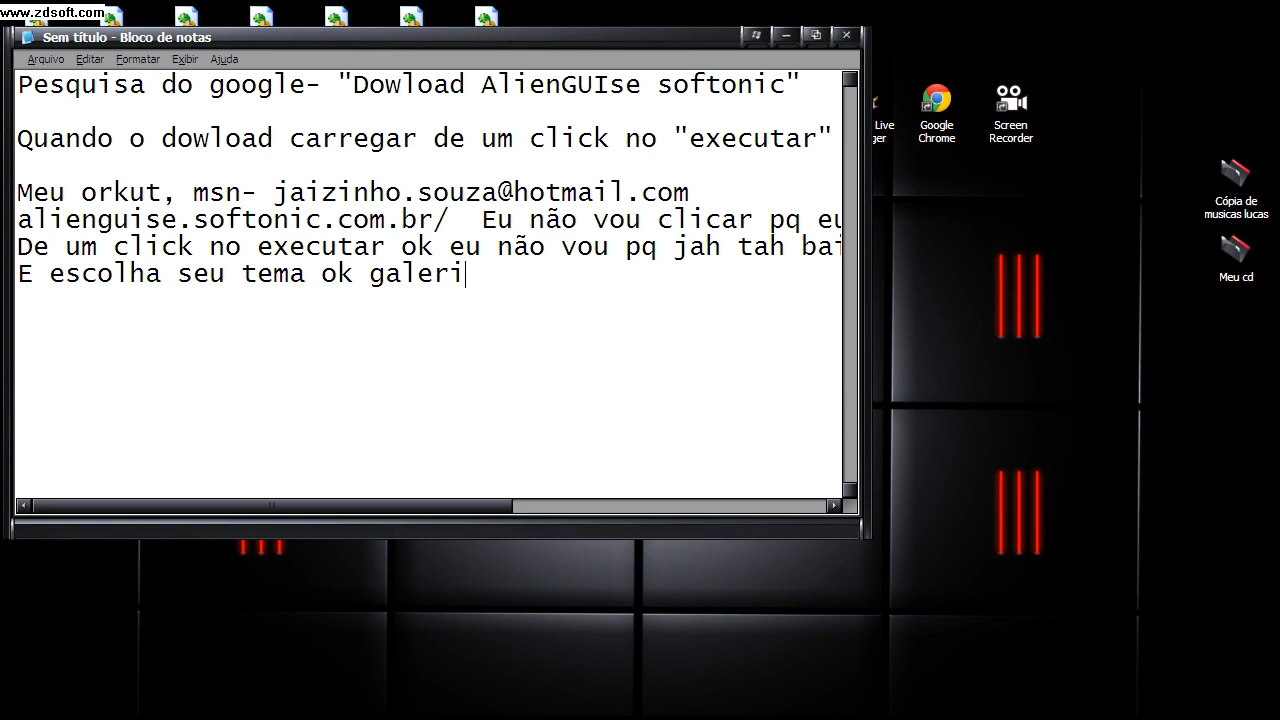 www.zdsoft.com
Sem título - Bloco de notas
Arquivo Editar Formatar Exibir Ajuda
Pesquisa do google- "Dowload AlienGUIse softonic"
Quando o dowload carregar de um click no "executar"
Meu orkut, msn- jaizinho.souza@hotmail.com
alienguise.softonic.com.br/ Eu não vou clicar pq eu
De um click no executar ok eu não vou pq jah tah bai
E escolha seu tema ok galeri
Live
ger
Google
Chrome
Screen
Recorder
Cópia de
musicas lucas
Meu cd